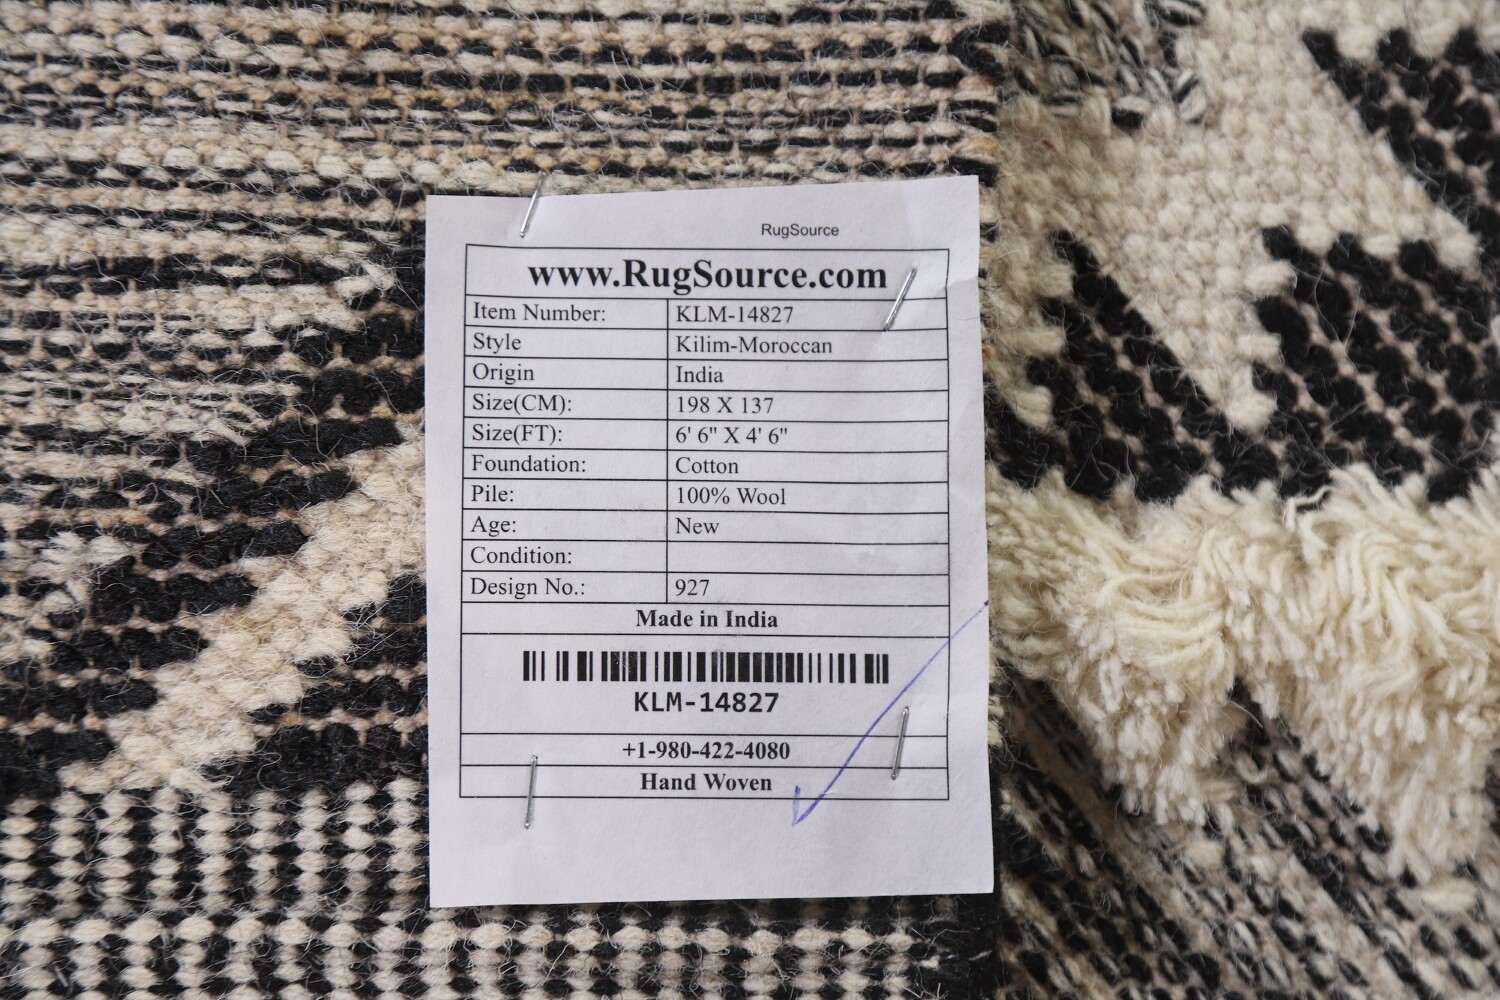 RugSource
www.RugSource.com
Item Number: KLM-14827
Style Kilim-Moroccan
Origin India
Size(CM): 198 X 137
Size(FT): 6' 6" X 4' 6"
Foundation: Cotton
Pile: 100% Wool
Age: New
Condition:
Design No.: 927
Made in India
KLM-14827
+1-980-422-4080
Hand Woven